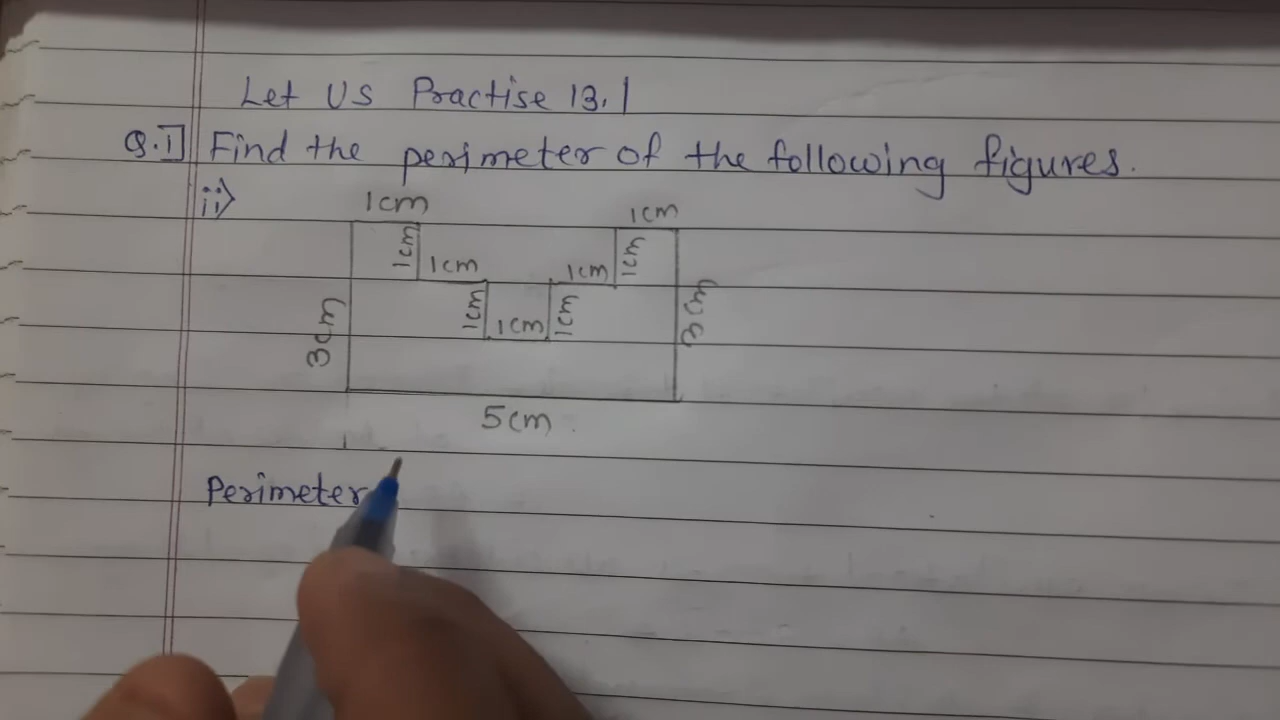 Let US Practise 13.1
Q.1] Find the perimeter of the following figures.
ii>
1cm 1cm
1cm 1cm 1cm 1cm
3cm 1cm 1cm 1cm 3cm
5cm
Perimeter